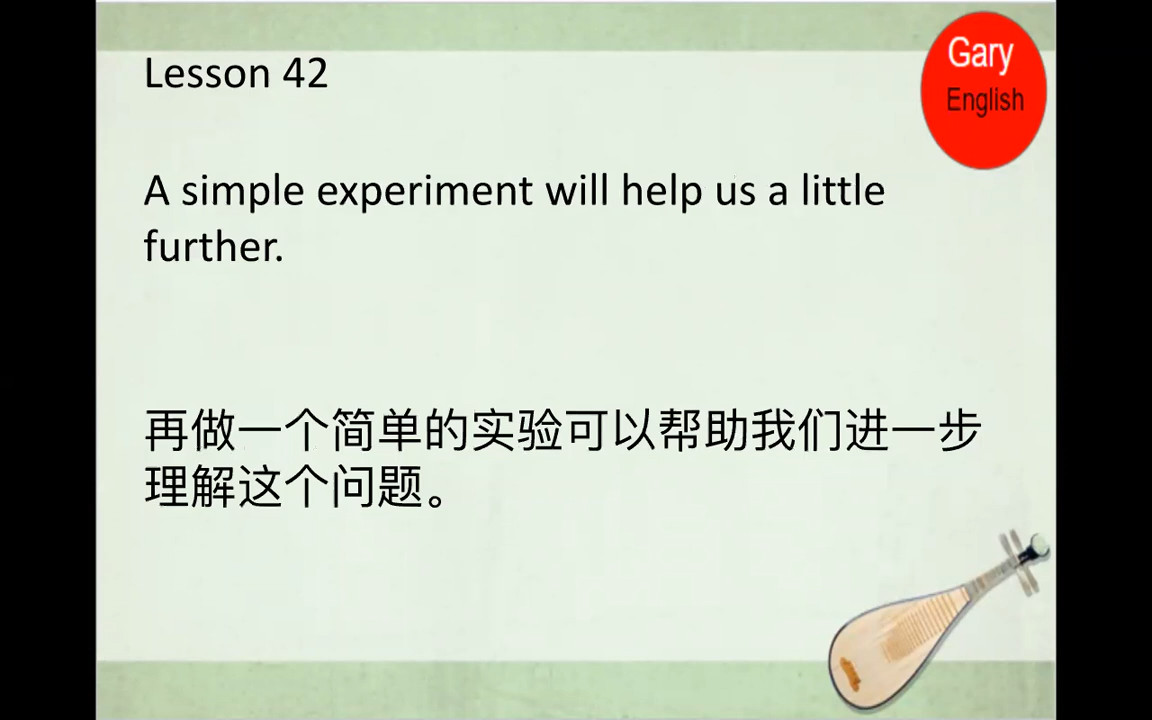 Lesson 42
Gary
English
A simple experiment will help us a little
further.
再做一个简单的实验可以帮助我们进一步
理解这个问题。